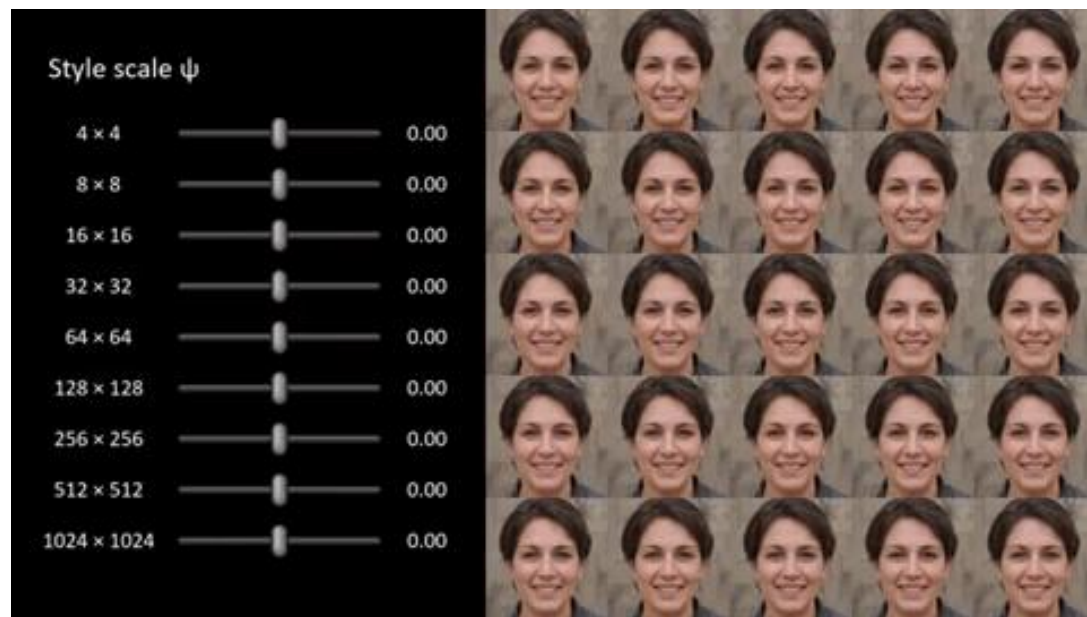 Style scale ψ
4 × 4 0.00
8 × 8 0.00
16 × 16 0.00
32 × 32 0.00
64 × 64 0.00
128 × 128 0.00
256 × 256 0.00
512 × 512 0.00
1024 × 1024 0.00